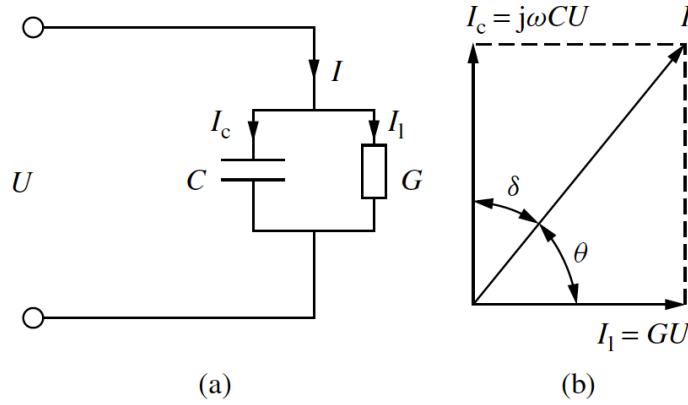 I
I_c I_l
U C G
(a)
I_c = jωCU I
δ
θ
I_l = GU
(b)